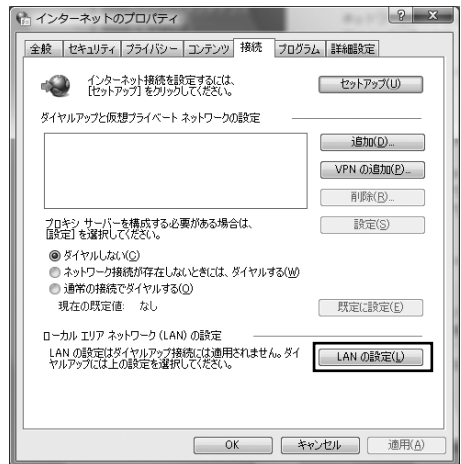 インターネットのプロパティ
全般 セキュリティ プライバシー コンテンツ 接続 プログラム 詳細設定
インターネット接続を設定するには、
[セットアップ] をクリックしてください。
セットアップ(U)
ダイヤルアップと仮想プライベート ネットワークの設定
追加(D)...
VPN の追加(P)...
削除(R)...
プロキシ サーバーを構成する必要がある場合は、
[設定] を選択してください。
設定(S)
ダイヤルしない(C)
ネットワーク接続が存在しないときには、ダイヤルする(W)
通常の接続でダイヤルする(O)
現在の既定値: なし
既定に設定(E)
ローカル エリア ネットワーク (LAN) の設定
LAN の設定はダイヤルアップ接続には適用されません。ダイ
ヤルアップには上の設定を選択してください。
LAN の設定(L)
OK キャンセル 適用(A)